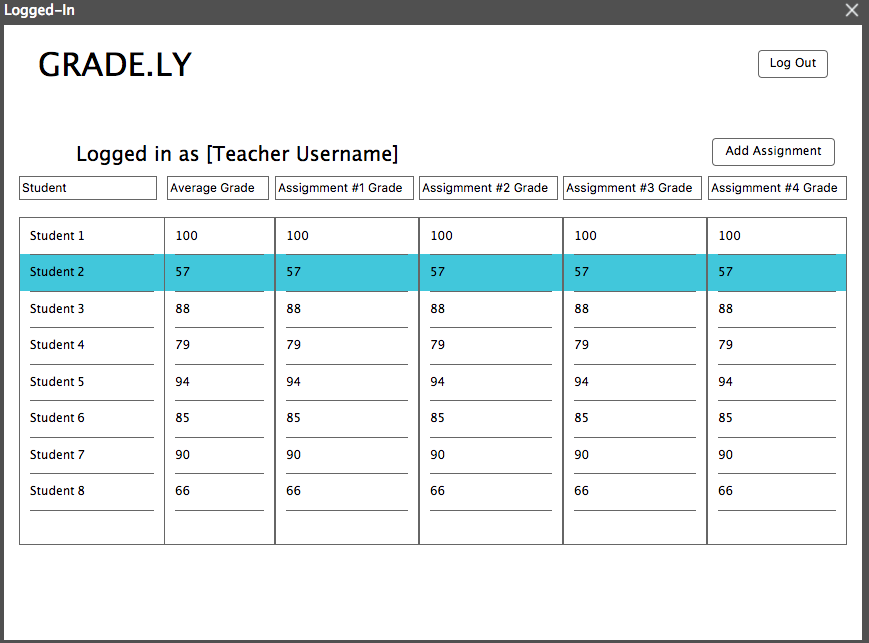 Logged-In
GRADE.LY
Log Out
Logged in as [Teacher Username]
Add Assignment
Student Average Grade Assigmment #1 Grade Assigmment #2 Grade Assigmment #3 Grade Assigmment #4 Grade
Student 1 100 100 100 100 100
Student 2 57 57 57 57 57
Student 3 88 88 88 88 88
Student 4 79 79 79 79 79
Student 5 94 94 94 94 94
Student 6 85 85 85 85 85
Student 7 90 90 90 90 90
Student 8 66 66 66 66 66